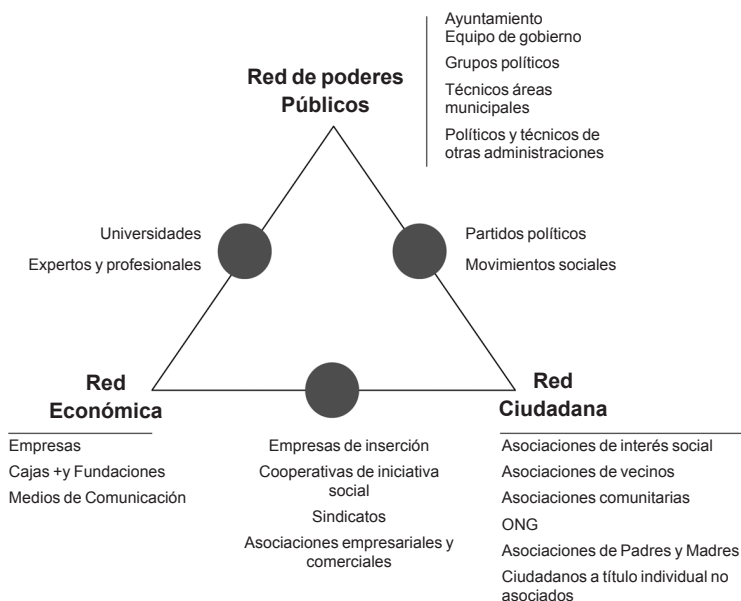 Ayuntamiento
Equipo de gobierno
Grupos políticos
Técnicos áreas
municipales
Políticos y técnicos de
otras administraciones
Red de poderes
Públicos
Universidades
Expertos y profesionales
Partidos políticos
Movimientos sociales
Red
Económica
Empresas
Cajas +y Fundaciones
Medios de Comunicación
Empresas de inserción
Cooperativas de iniciativa
social
Sindicatos
Asociaciones empresariales y
comerciales
Red
Ciudadana
Asociaciones de interés social
Asociaciones de vecinos
Asociaciones comunitarias
ONG
Asociaciones de Padres y Madres
Ciudadanos a título individual no
asociados